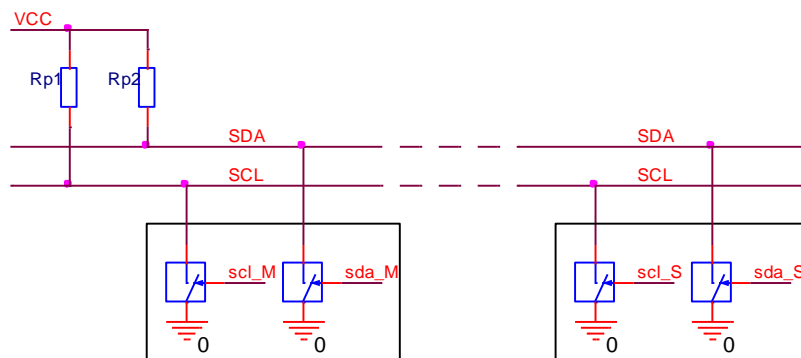 VCC
Rp1 Rp2
SDA SDA
SCL SCL
scl_M sda_M scl_S sda_S
0 0 0 0